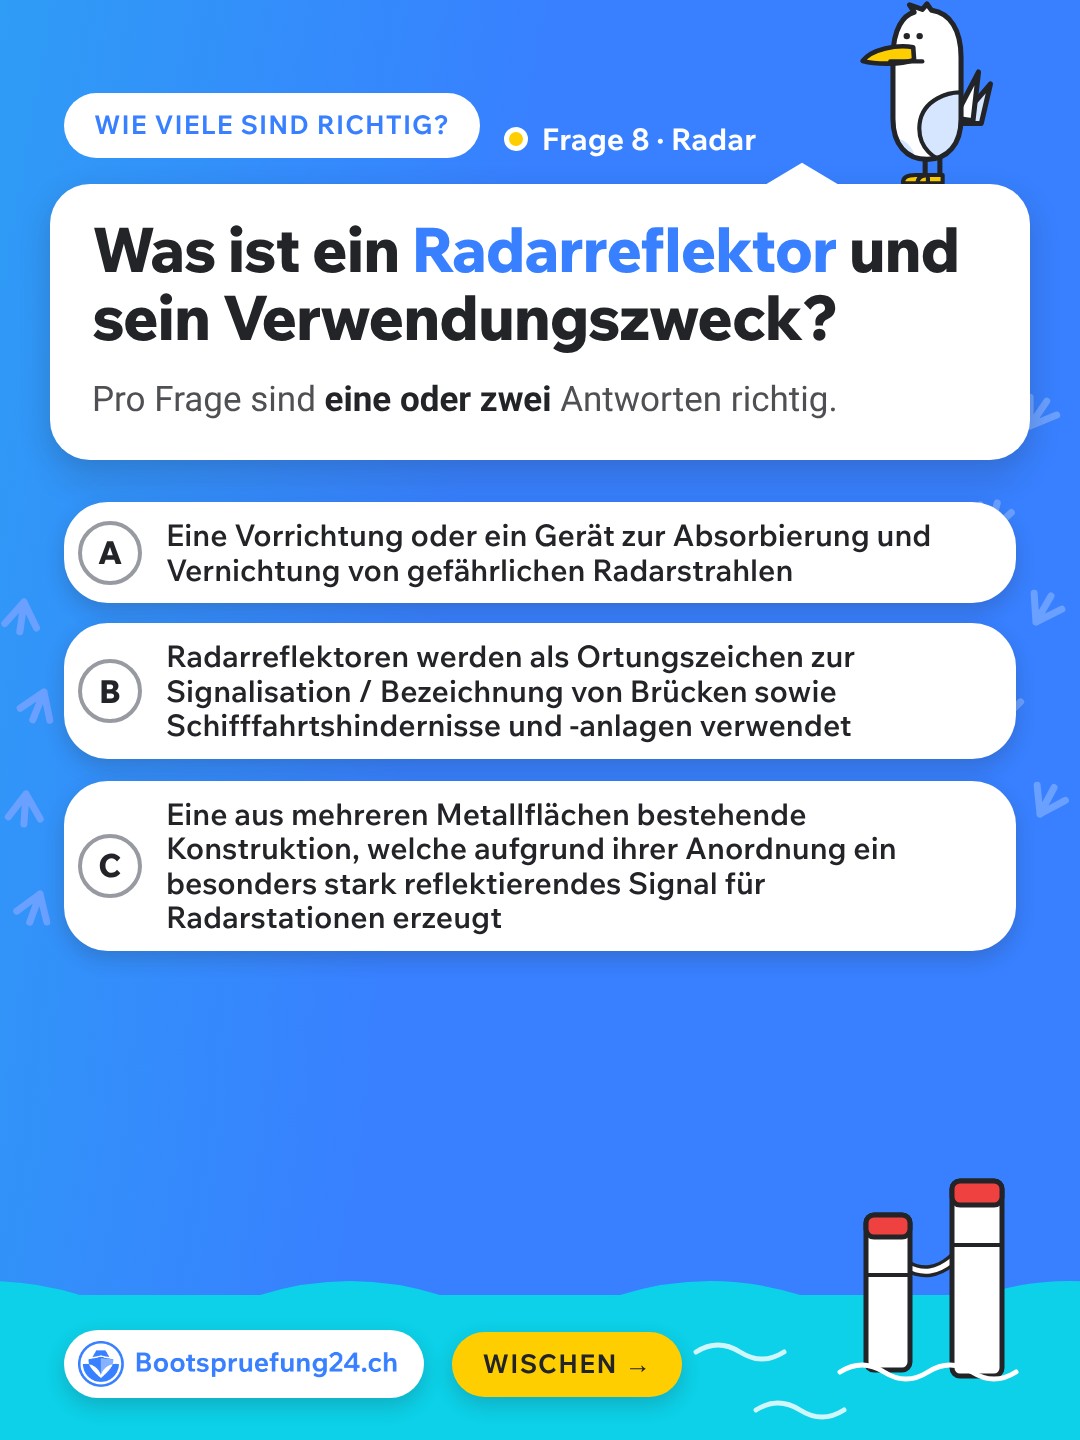 WIE VIELE SIND RICHTIG?
Frage 8 · Radar
Was ist ein Radarreflektor und
sein Verwendungszweck?
Pro Frage sind eine oder zwei Antworten richtig.
A
Eine Vorrichtung oder ein Gerät zur Absorbierung und
Vernichtung von gefährlichen Radarstrahlen
B
Radarreflektoren werden als Ortungszeichen zur
Signalisation / Bezeichnung von Brücken sowie
Schifffahrtshindernisse und -anlagen verwendet
C
Eine aus mehreren Metallflächen bestehende
Konstruktion, welche aufgrund ihrer Anordnung ein
besonders stark reflektierendes Signal für
Radarstationen erzeugt
Bootspruefung24.ch
WISCHEN →